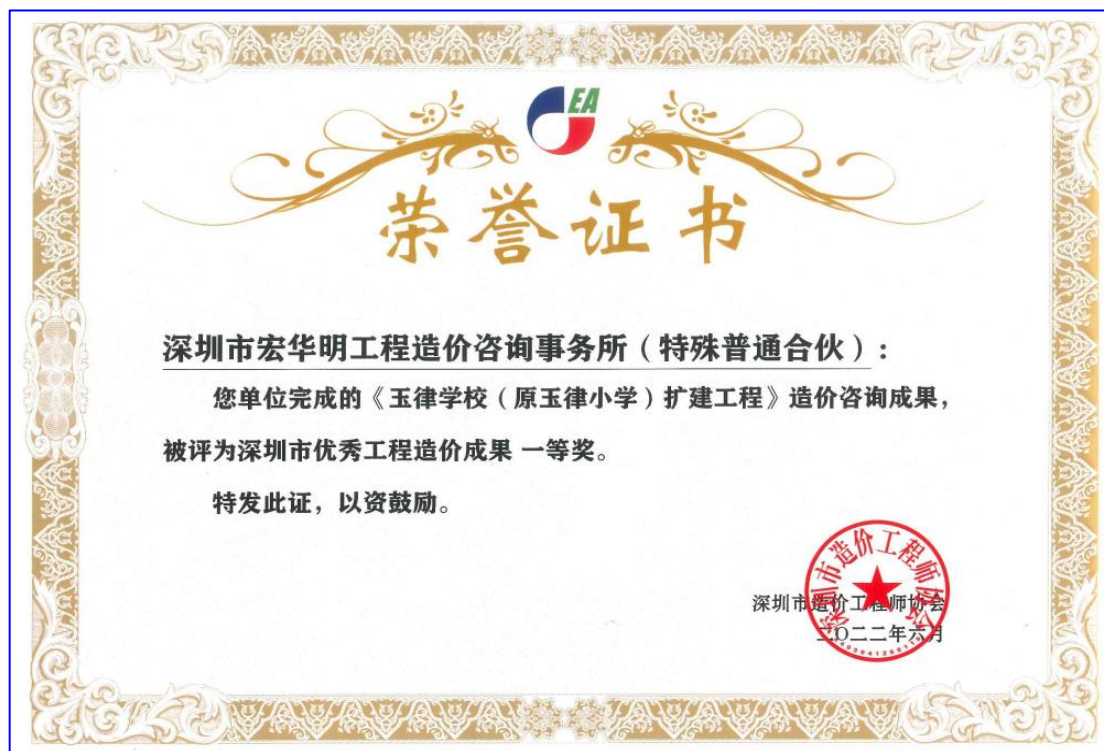 EA
荣誉证书
深圳市宏华明工程造价咨询事务所（特殊普通合伙）：
您单位完成的《玉律学校（原玉律小学）扩建工程》造价咨询成果，
被评为深圳市优秀工程造价成果 一等奖。
特发此证，以资鼓励。
深圳市造价工程师协会
深圳市造价工程师协会
二〇二二年六月